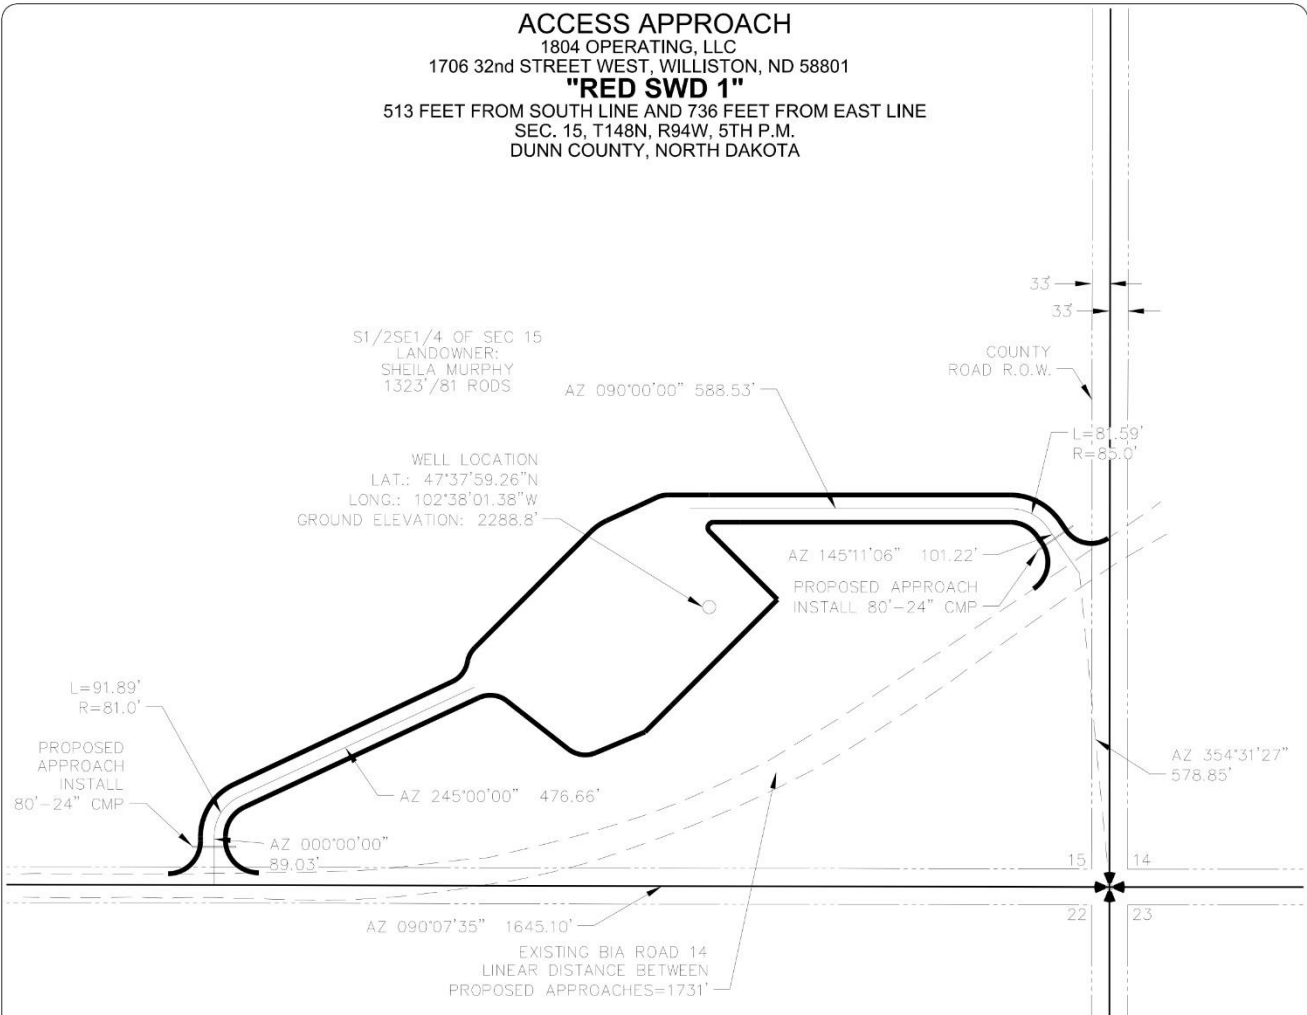 ACCESS APPROACH
1804 OPERATING, LLC
1706 32nd STREET WEST, WILLISTON, ND 58801
"RED SWD 1"
513 FEET FROM SOUTH LINE AND 736 FEET FROM EAST LINE
SEC. 15, T148N, R94W, 5TH P.M.
DUNN COUNTY, NORTH DAKOTA
33'
33'
S1/2SE1/4 OF SEC 15
LANDOWNER:
SHEILA MURPHY
1323'/81 RODS
COUNTY
ROAD R.O.W.
AZ 090°00'00" 588.53'
L=81.59'
R=85.0'
WELL LOCATION
LAT.: 47°37'59.26"N
LONG.: 102°38'01.38"W
GROUND ELEVATION: 2288.8'
AZ 145°11'06" 101.22'
PROPOSED APPROACH
INSTALL 80'-24" CMP
L=91.89'
R=81.0'
PROPOSED
APPROACH
INSTALL
80'-24" CMP
AZ 245°00'00" 476.66'
AZ 354°31'27"
578.85'
AZ 000°00'00"
89.03'
15
14
22
23
AZ 090°07'35" 1645.10'
EXISTING BIA ROAD 14
LINEAR DISTANCE BETWEEN
PROPOSED APPROACHES=1731'